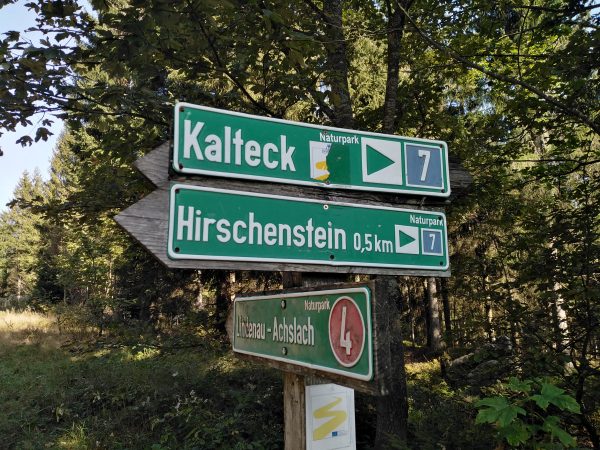 Naturpark
Kalteck 7
Naturpark
Hirschenstein 0,5 km 7
Naturpark
Lindenau - Achslach 4